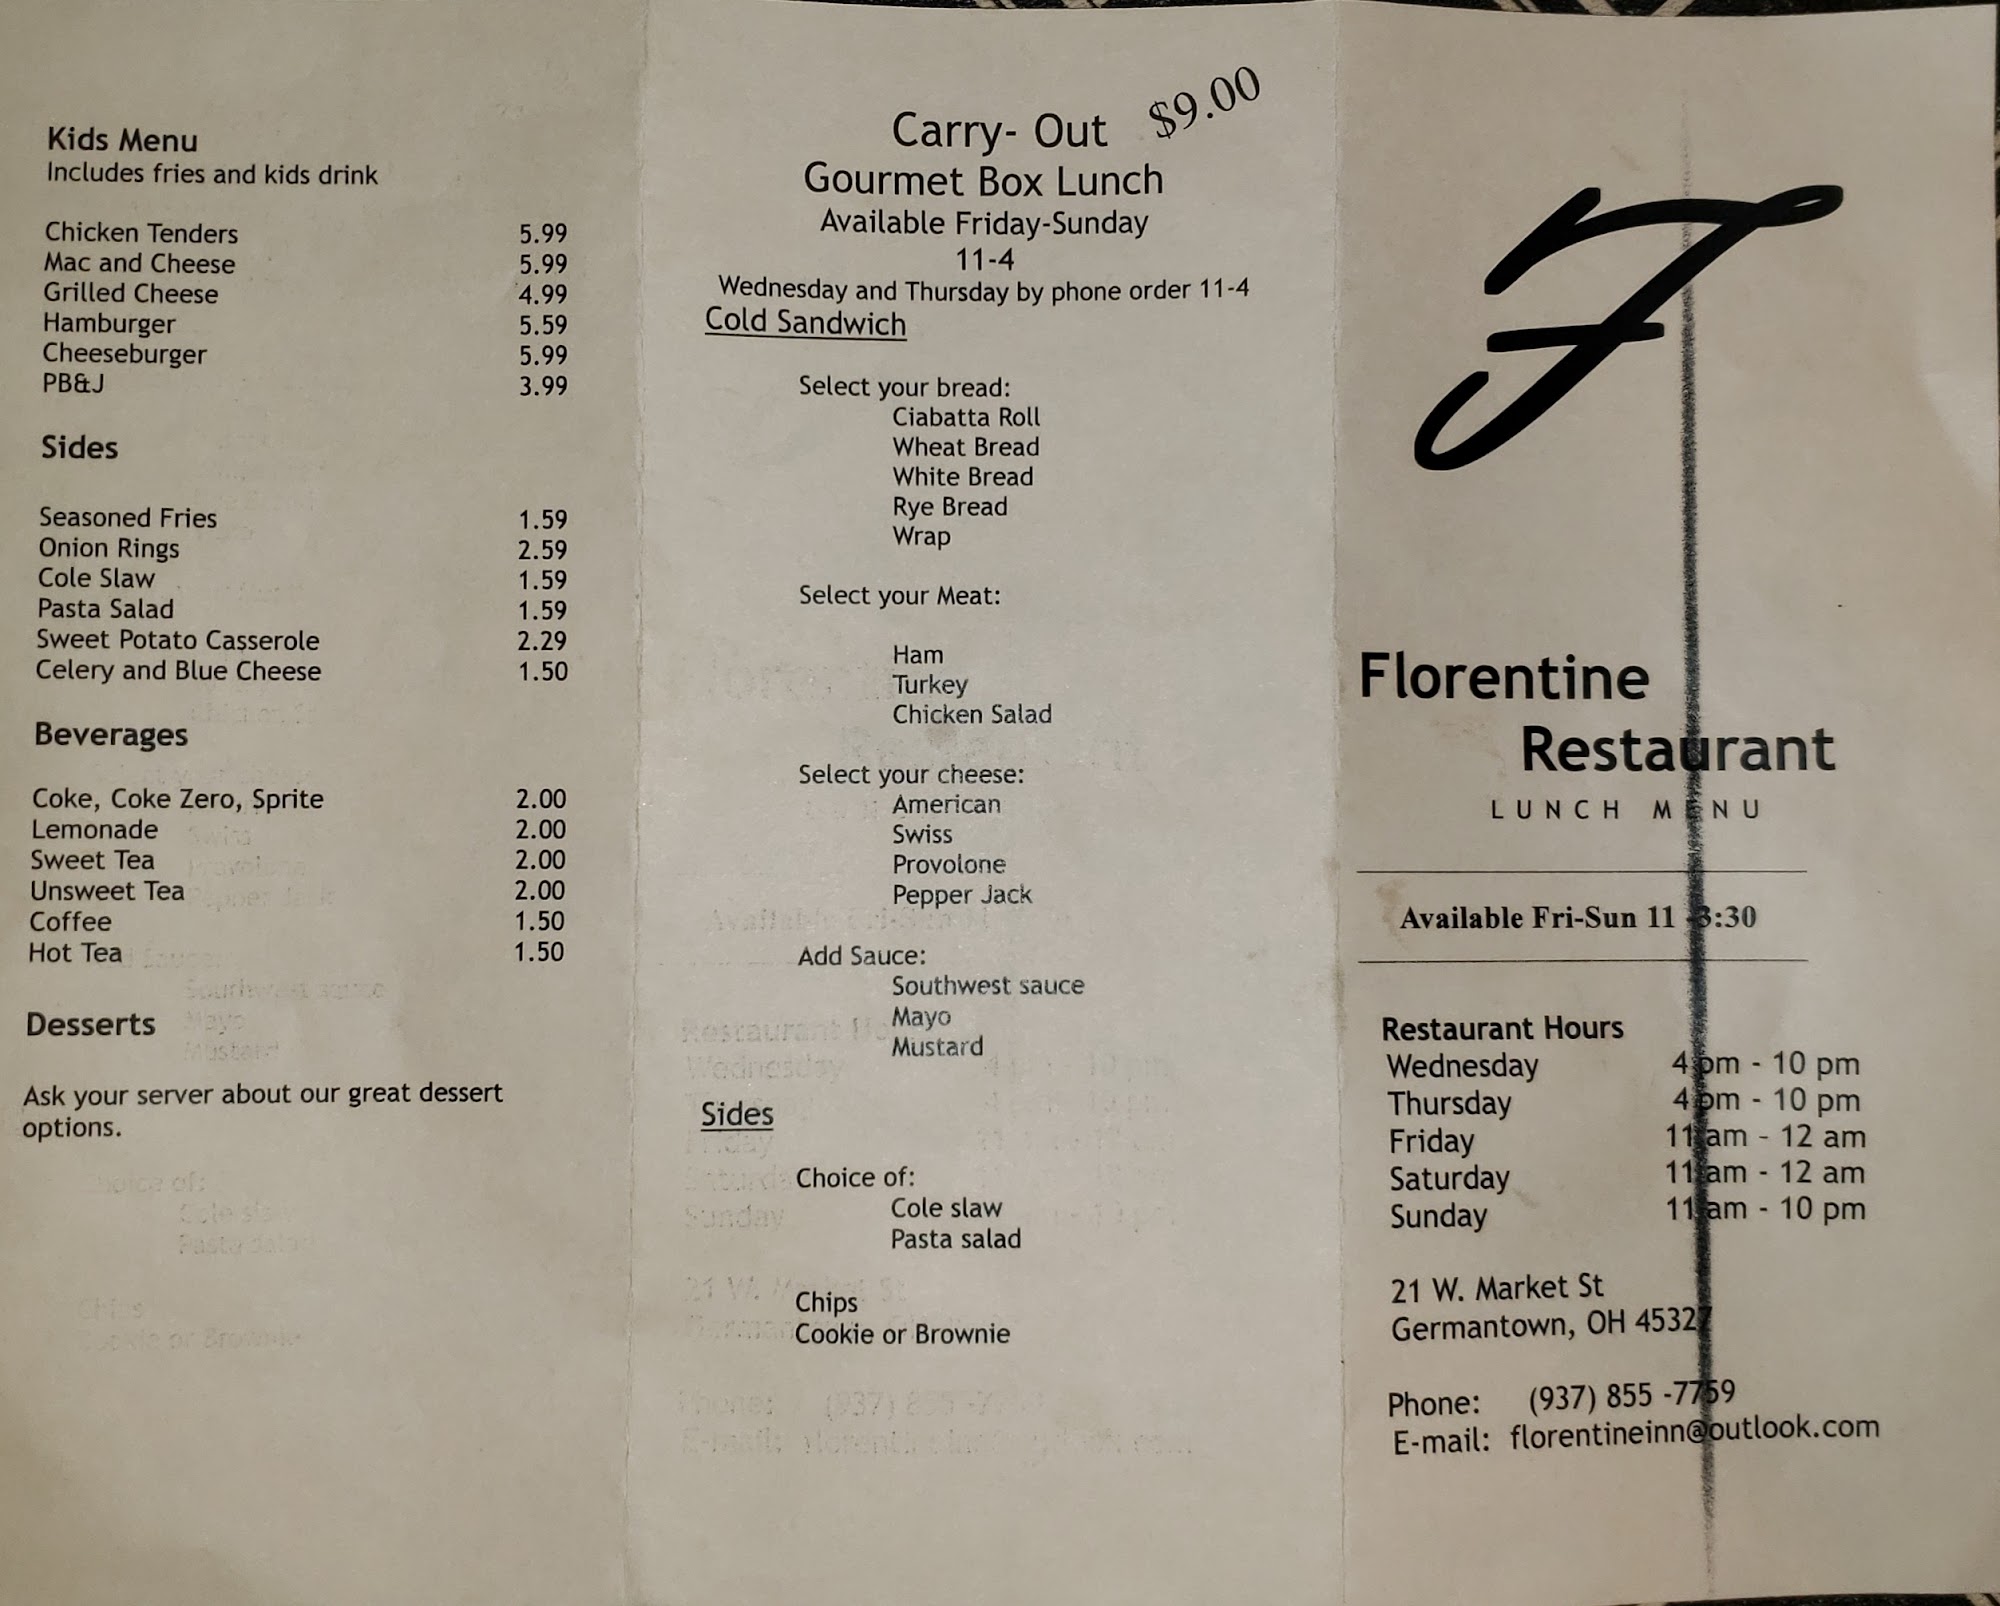 Kids Menu
Includes fries and kids drink
Chicken Tenders 5.99
Mac and Cheese 5.99
Grilled Cheese 4.99
Hamburger 5.59
Cheeseburger 5.99
PB&J 3.99
Sides
Seasoned Fries 1.59
Onion Rings 2.59
Cole Slaw 1.59
Pasta Salad 1.59
Sweet Potato Casserole 2.29
Celery and Blue Cheese 1.50
Beverages
Coke, Coke Zero, Sprite 2.00
Lemonade 2.00
Sweet Tea 2.00
Unsweet Tea 2.00
Coffee 1.50
Hot Tea 1.50
Desserts
Ask your server about our great dessert
options.
Carry- Out $9.00
Gourmet Box Lunch
Available Friday-Sunday
11-4
Wednesday and Thursday by phone order 11-4
Cold Sandwich
Select your bread:
Ciabatta Roll
Wheat Bread
White Bread
Rye Bread
Wrap
Select your Meat:
Ham
Turkey
Chicken Salad
Select your cheese:
American
Swiss
Provolone
Pepper Jack
Add Sauce:
Southwest sauce
Mayo
Mustard
Sides
Choice of:
Cole slaw
Pasta salad
Chips
Cookie or Brownie
F
Florentine
Restaurant
LUNCH MENU
Available Fri-Sun 11 -3:30
Restaurant Hours
Wednesday 4 pm - 10 pm
Thursday 4 pm - 10 pm
Friday 11 am - 12 am
Saturday 11 am - 12 am
Sunday 11 am - 10 pm
21 W. Market St
Germantown, OH 45327
Phone: (937) 855 -7759
E-mail: florentineinn@outlook.com